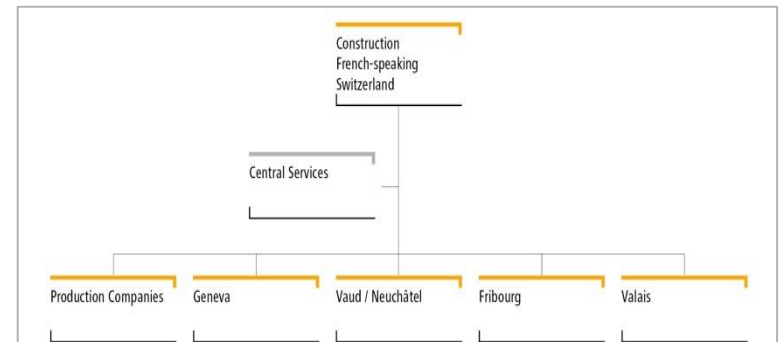 Construction
French-speaking
Switzerland
Central Services
Production Companies
Geneva
Vaud / Neuchâtel
Fribourg
Valais